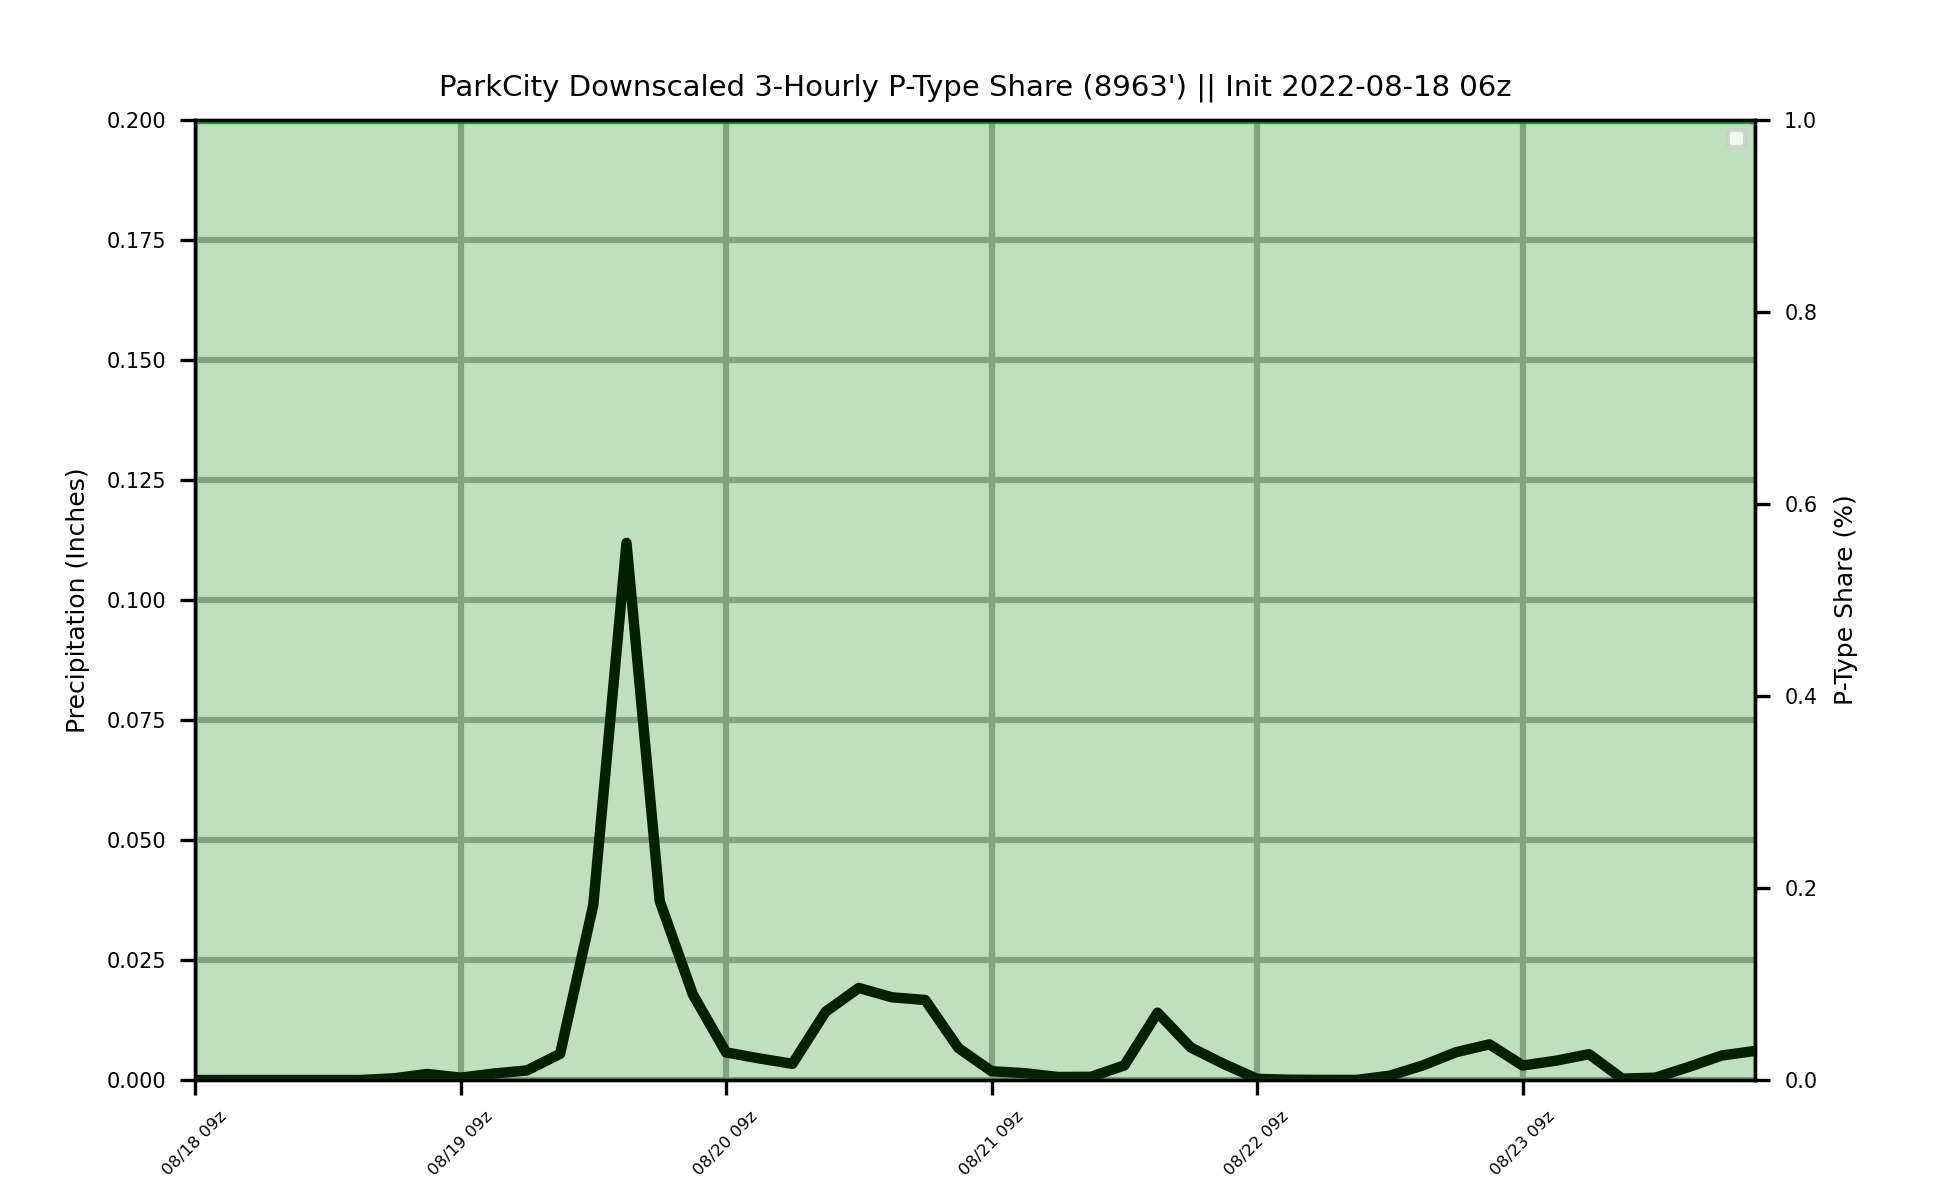 ParkCity Downscaled 3-Hourly P-Type Share (8963') || Init 2022-08-18 06z
0.200
0.175
0.150
0.125
0.100
0.075
0.050
0.025
0.000
Precipitation (Inches)
1.0
0.8
0.6
0.4
0.2
0.0
P-Type Share (%)
08/18 09z
08/19 09z
08/20 09z
08/21 09z
08/22 09z
08/23 09z